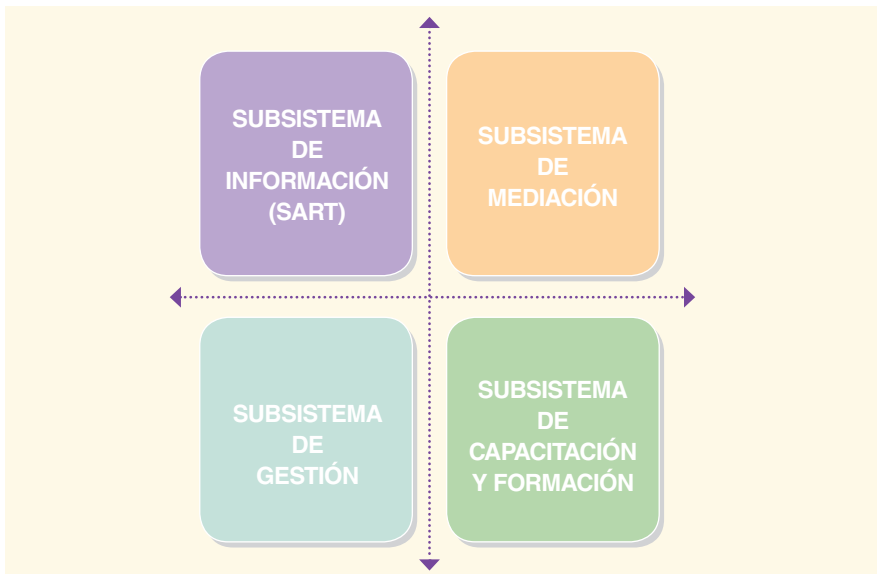 SUBSISTEMA
DE
INFORMACIÓN
(SART)
SUBSISTEMA
DE
MEDIACIÓN
SUBSISTEMA
DE
GESTIÓN
SUBSISTEMA
DE
CAPACITACIÓN
Y FORMACIÓN